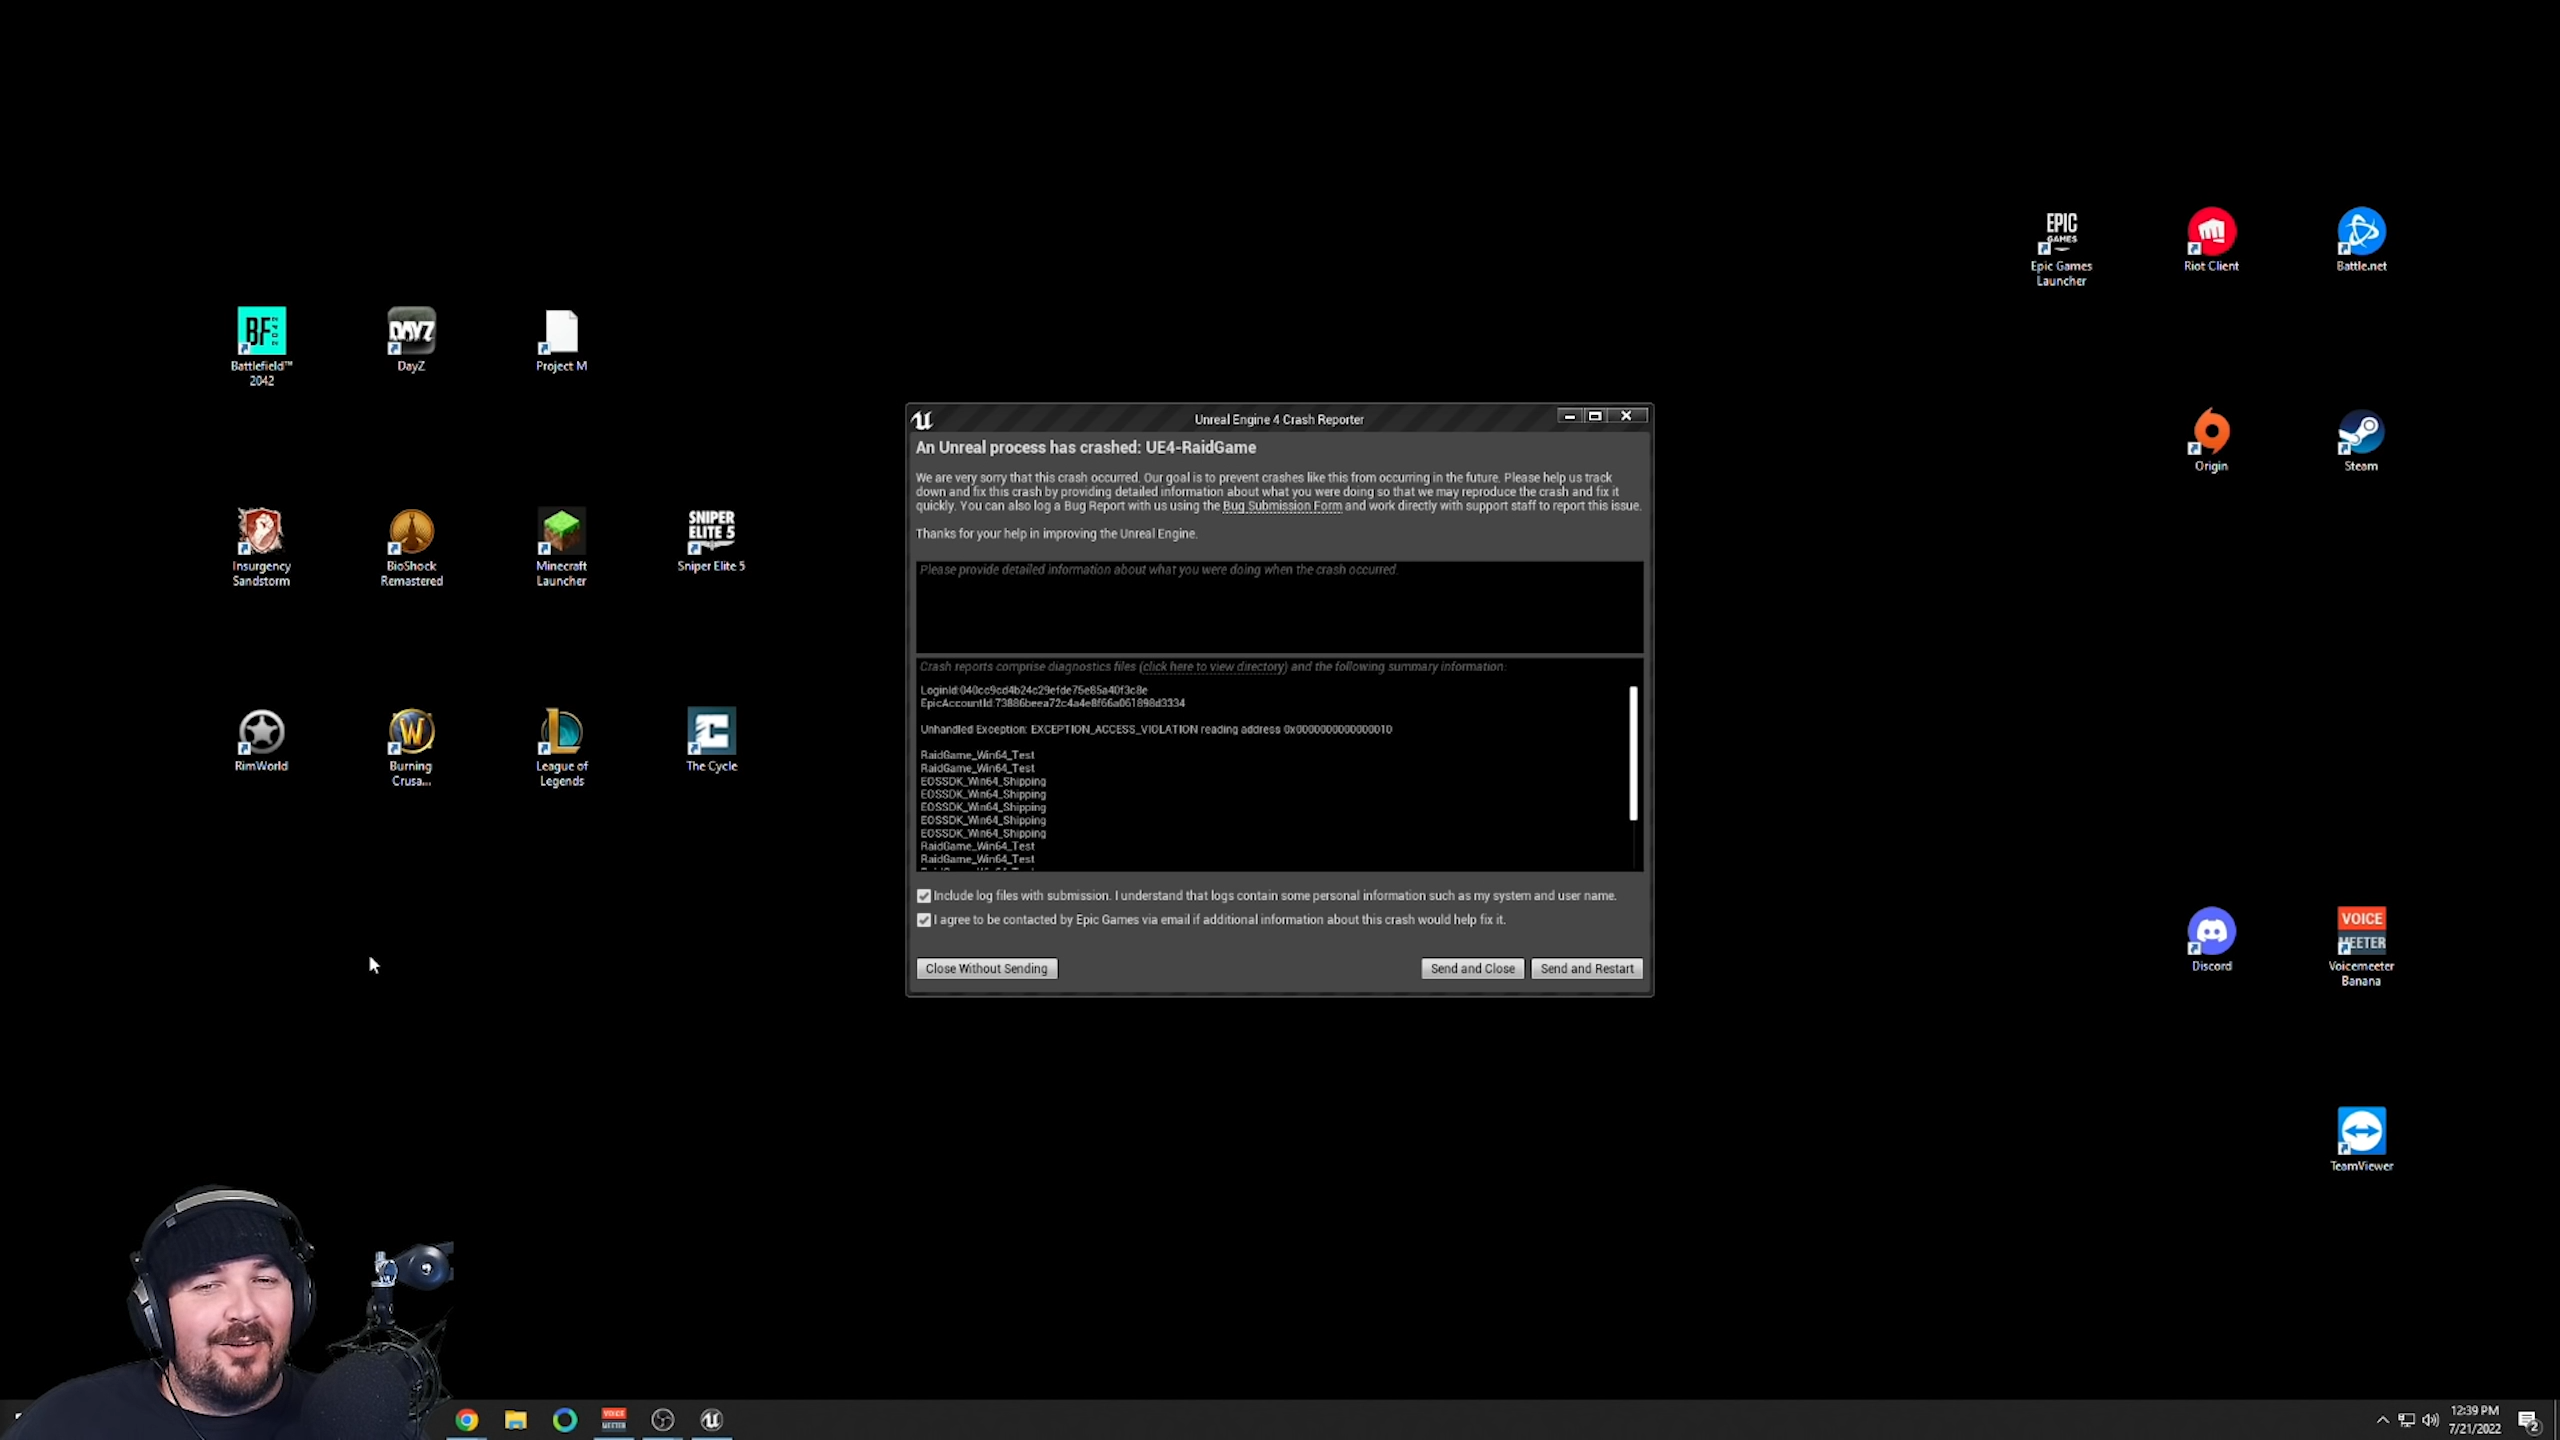 EPIC
GAMES
Epic Games
Launcher
Riot Client
Battle.net
BF
2042
Battlefield™
2042
DAYZ
DayZ
Project M
Origin
Steam
Insurgency
Sandstorm
BioShock
Remastered
Minecraft
Launcher
SNIPER
ELITE 5
Sniper Elite 5
RimWorld
W
Burning
Crusa...
L
League of
Legends
The Cycle
Unreal Engine 4 Crash Reporter
An Unreal process has crashed: UE4-RaidGame
We are very sorry that this crash occurred. Our goal is to prevent crashes like this from occurring in the future. Please help us track
down and fix this crash by providing detailed information about what you were doing so that we may reproduce the crash and fix it
quickly. You can also log a Bug Report with us using the Bug Submission Form and work directly with support staff to report this issue.
Thanks for your help in improving the Unreal Engine.
Please provide detailed information about what you were doing when the crash occurred.
Crash reports comprise diagnostics files (click here to view directory) and the following summary information:
LoginId:040cc9cd4b24c29efde75e85a40f3c8e
EpicAccountId:73886beea72c4a4e8f66a061898d3334
Unhandled Exception: EXCEPTION_ACCESS_VIOLATION reading address 0x0000000000000010
RaidGame_Win64_Test
RaidGame_Win64_Test
EOSSDK_Win64_Shipping
EOSSDK_Win64_Shipping
EOSSDK_Win64_Shipping
EOSSDK_Win64_Shipping
EOSSDK_Win64_Shipping
RaidGame_Win64_Test
RaidGame_Win64_Test
Include log files with submission. I understand that logs contain some personal information such as my system and user name.
I agree to be contacted by Epic Games via email if additional information about this crash would help fix it.
Close Without Sending
Send and Close
Send and Restart
Discord
VOICE
MEETER
Voicemeeter
Banana
TeamViewer
VOICE
MEETER
12:39 PM
7/21/2022
2